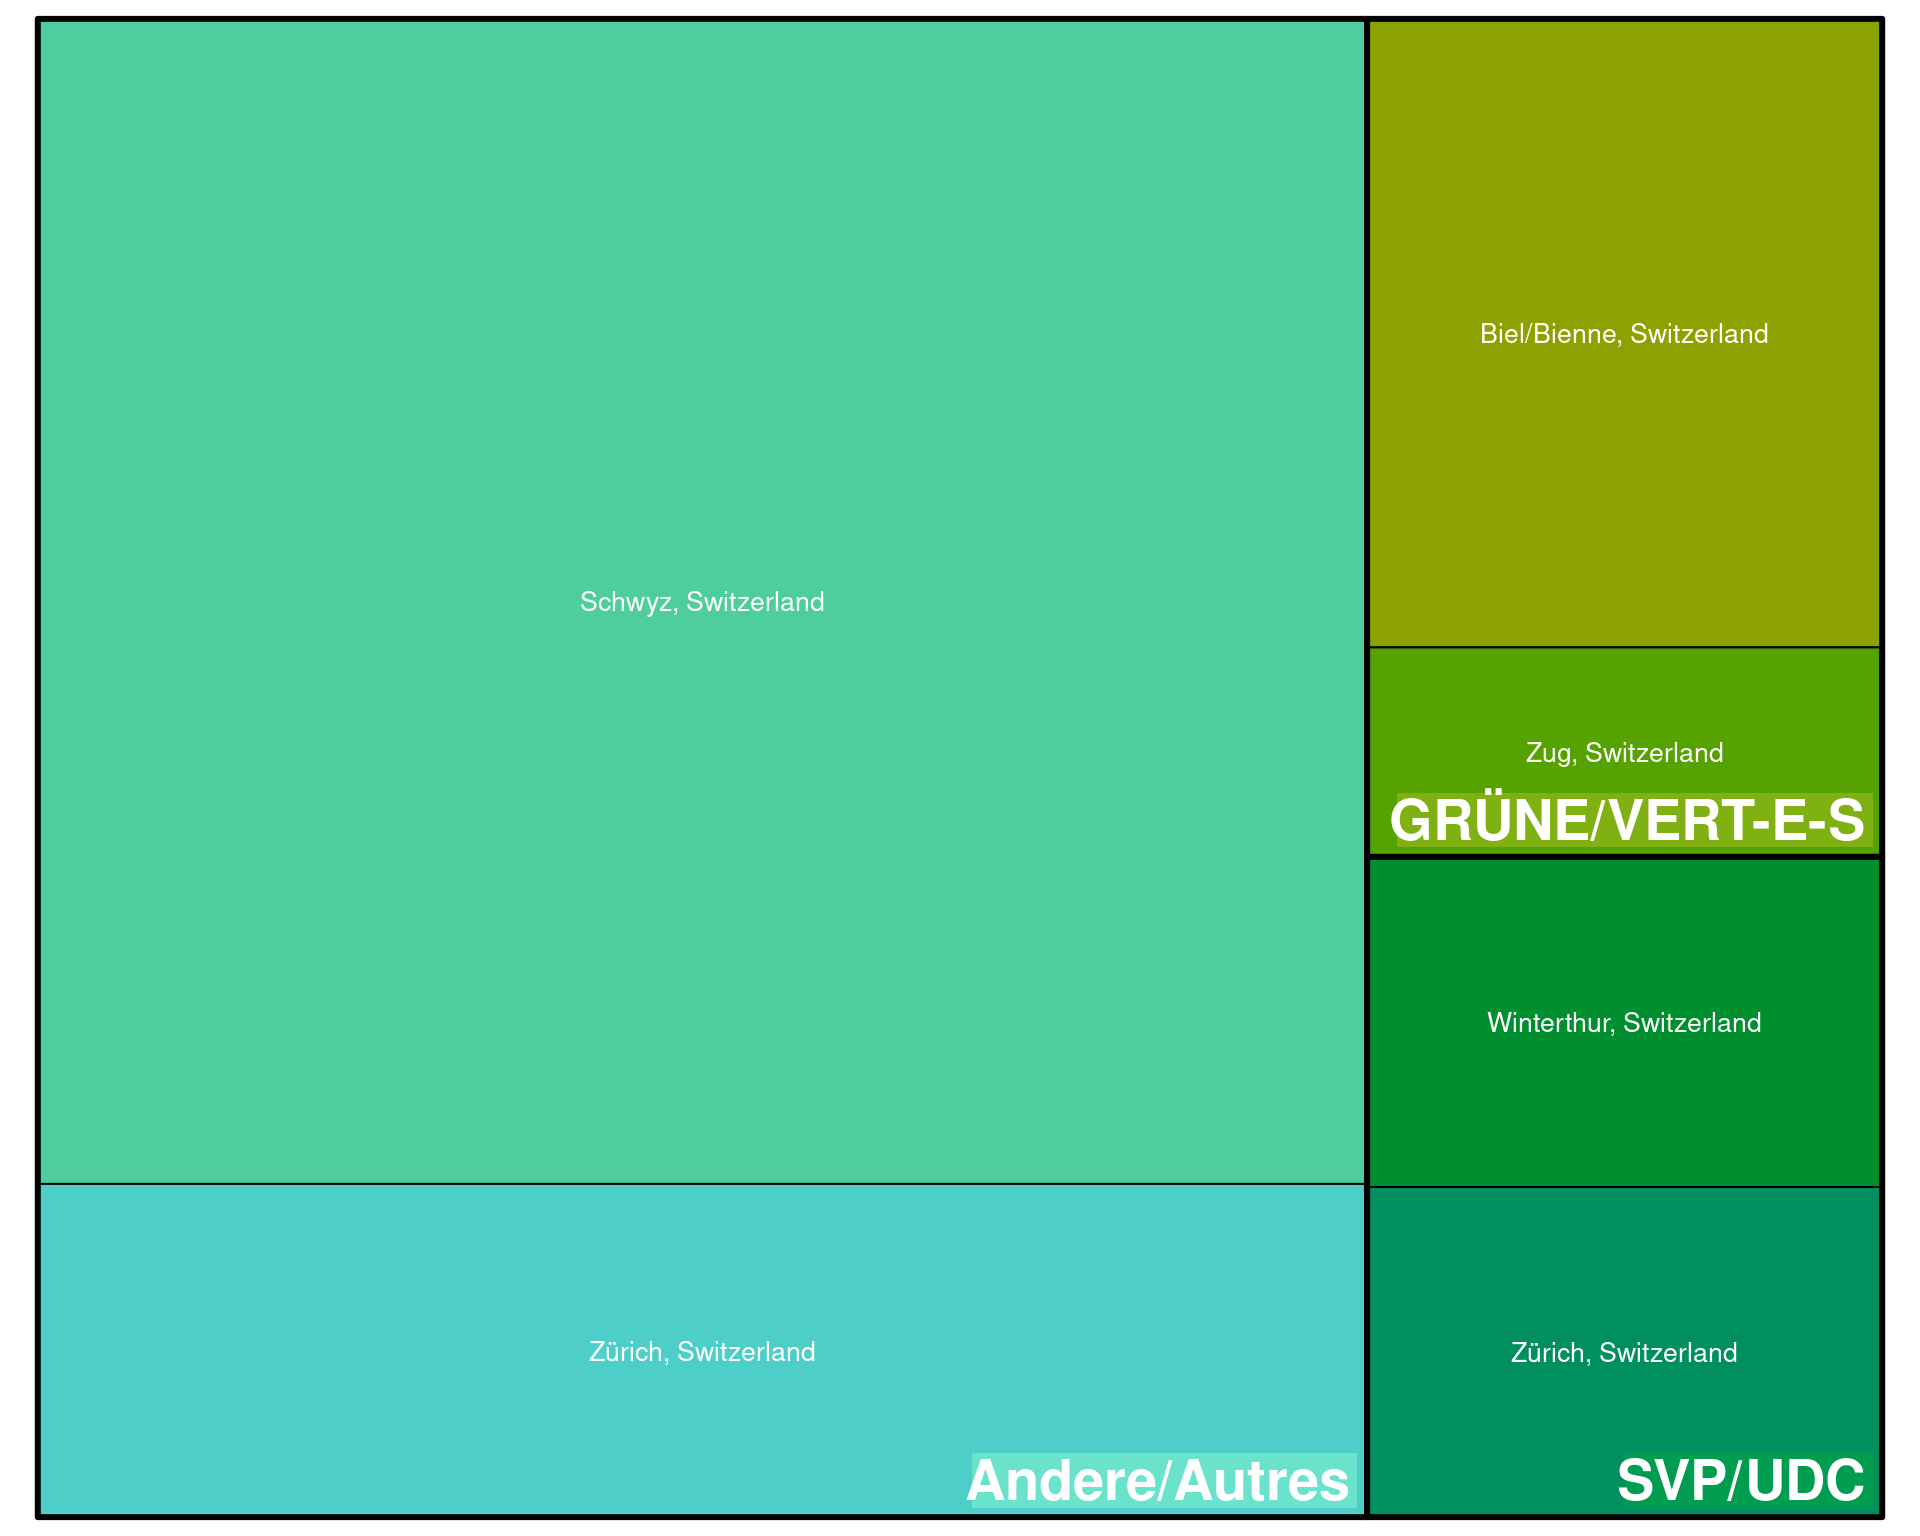 Schwyz, Switzerland
Zürich, Switzerland
Andere/Autres
Biel/Bienne, Switzerland
Zug, Switzerland
GRÜNE/VERT-E-S
Winterthur, Switzerland
Zürich, Switzerland
SVP/UDC